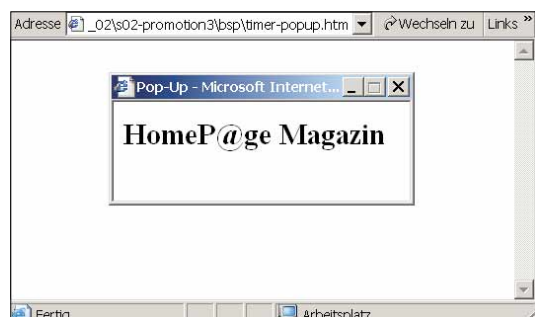 Adresse _02\s02-promotion3\bsp\timer-popup.htm Wechseln zu Links »
Pop-Up - Microsoft Internet...
HomeP@ge Magazin
Fertig Arbeitsplatz